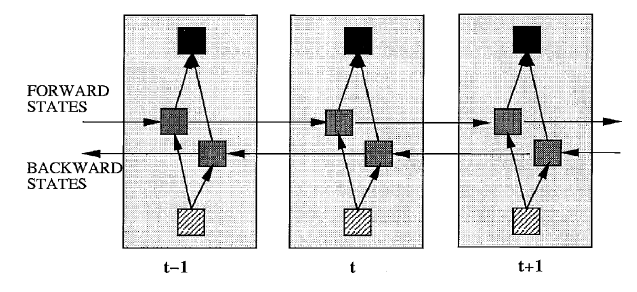 FORWARD
STATES
BACKWARD
STATES
t-1
t
t+1